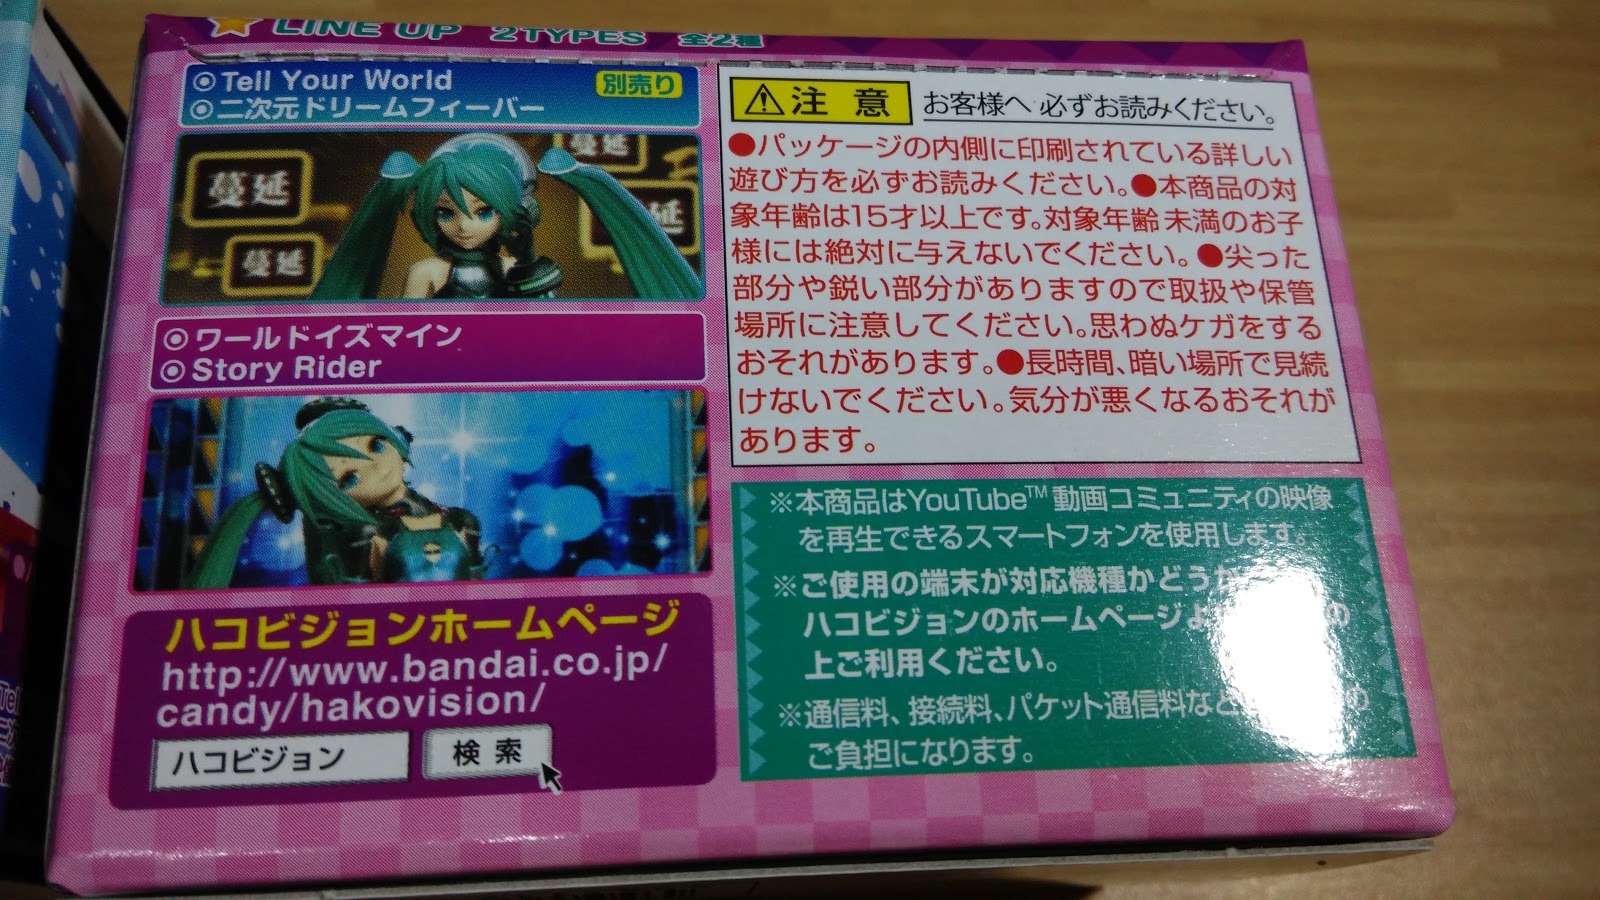 LINE UP 2TYPES 全2種
◎Tell Your World
◎二次元ドリームフィーバー
別売り
蔓延
蔓延
蔓延
延
◎ワールドイズマイン
◎Story Rider
ハコビジョンホームページ
http://www.bandai.co.jp/
candy/hakovision/
ハコビジョン
検索
⚠注意 お客様へ 必ずお読みください。
●パッケージの内側に印刷されている詳しい
遊び方を必ずお読みください。●本商品の対
象年齢は15才以上です。対象年齢未満のお子
様には絶対に与えないでください。●尖った
部分や鋭い部分がありますので取扱や保管
場所に注意してください。思わぬケガをする
おそれがあります。●長時間、暗い場所で見続
けないでください。気分が悪くなるおそれが
あります。
※本商品はYouTube™動画コミュニティの映像
を再生できるスマートフォンを使用します。
※ご使用の端末が対応機種かどうか
ハコビジョンのホームページよ の
上ご利用ください。
※通信料、接続料、パケット通信料など の
ご負担になります。